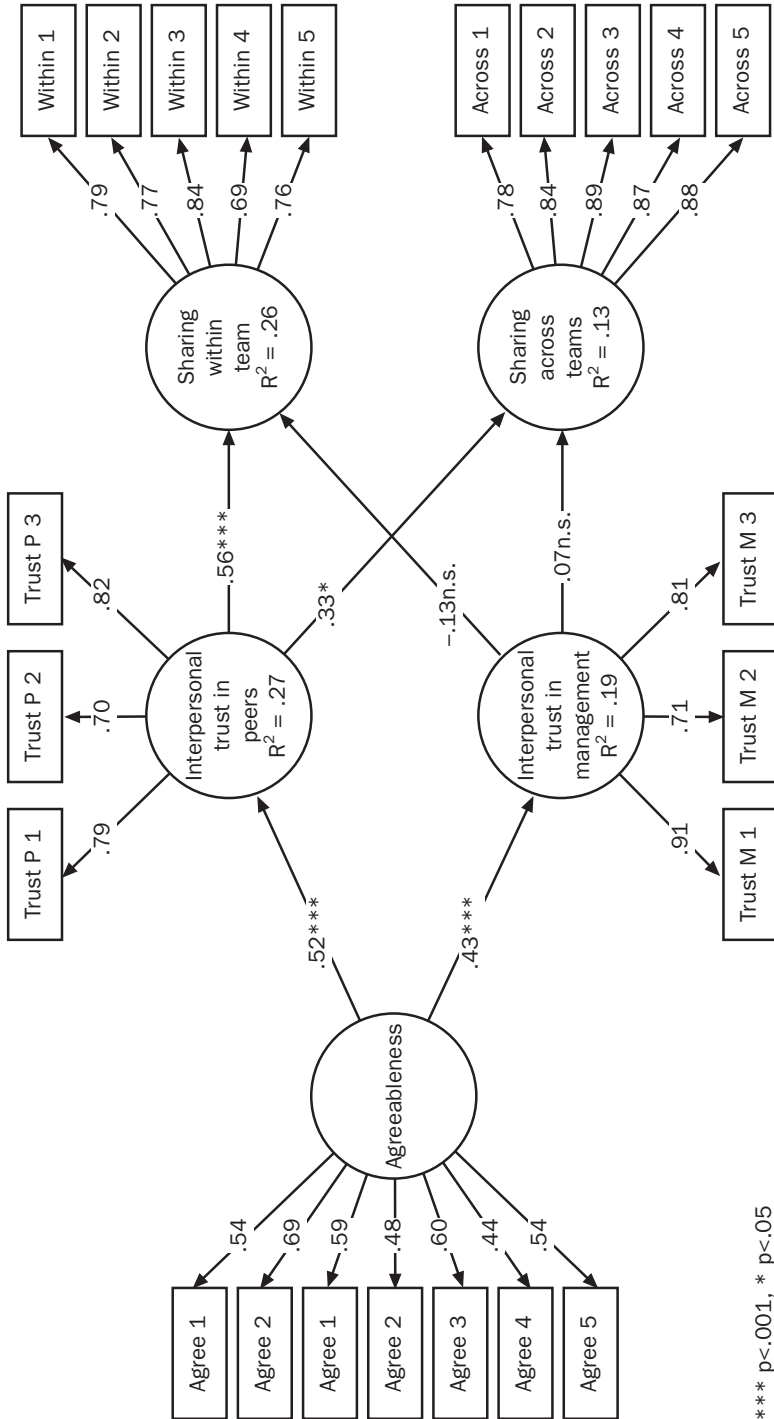 Agree 1
Agree 2
Agree 1
Agree 2
Agree 3
Agree 4
Agree 5
.54
.69
.59
.48
.60
.44
.54
Agreeableness
.52***
.43***
Trust P 1
Trust P 2
Trust P 3
.79
.70
.82
Interpersonal
trust in
peers
R² = .27
Interpersonal
trust in
management
R² = .19
.91
.71
.81
Trust M 1
Trust M 2
Trust M 3
.56***
.33*
–.13n.s.
.07n.s.
Sharing
within
team
R² = .26
Sharing
across
teams
R² = .13
.79
.77
.84
.69
.76
Within 1
Within 2
Within 3
Within 4
Within 5
.78
.84
.89
.87
.88
Across 1
Across 2
Across 3
Across 4
Across 5
*** p<.001, * p<.05